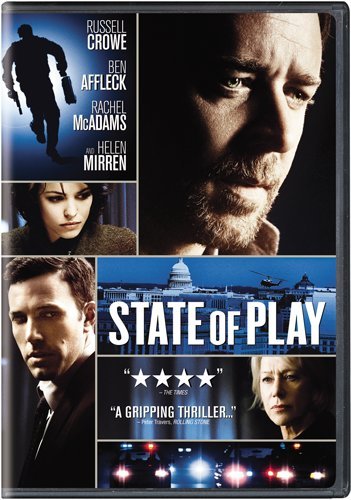 RUSSELL
CROWE
BEN
AFFLECK
RACHEL
McADAMS
AND HELEN
MIRREN
STATE OF PLAY
"★★★★"
– THE TIMES
"A GRIPPING THRILLER..."
– Peter Travers, ROLLING STONE